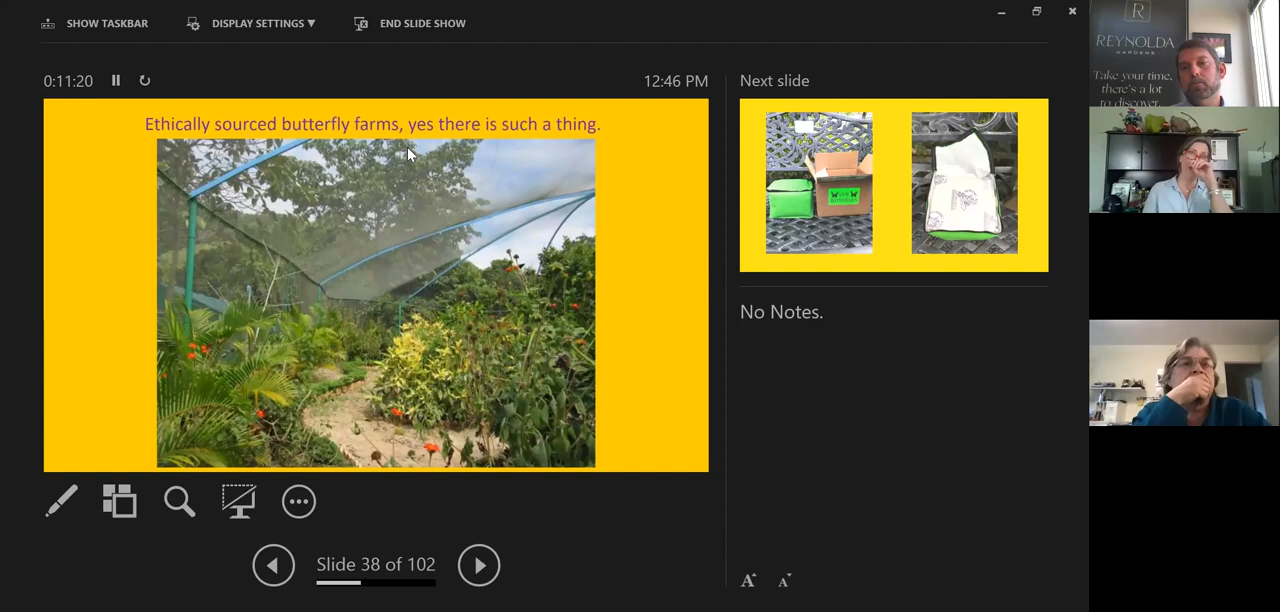 SHOW TASKBAR
DISPLAY SETTINGS ▼
END SLIDE SHOW
0:11:20
12:46 PM
Next slide
Ethically sourced butterfly farms, yes there is such a thing.
LIVE
BUTTERFLIES
No Notes.
Slide 38 of 102
A
A
R
REYNOLDA
GARDENS
Take your time,
there's a lot
to discover.